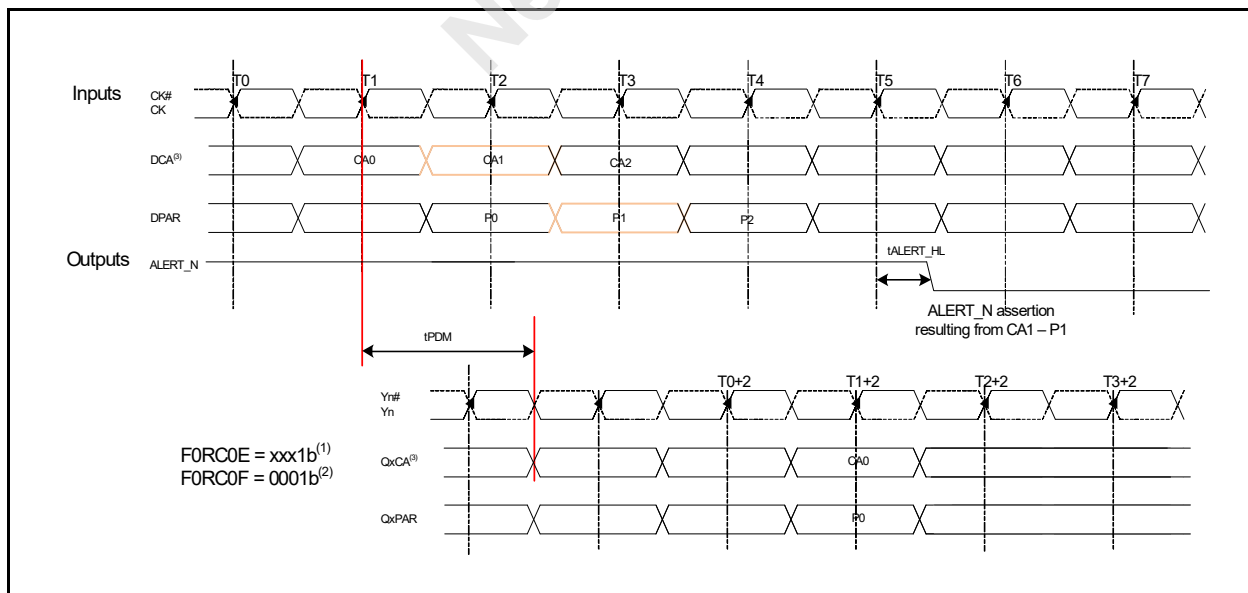 Ne
T0 T1 T2 T3 T4 T5 T6 T7
Inputs
CK#
CK
DCA(3) CA0 CA1 CA2
DPAR P0 P1 P2
Outputs
ALERT_N
tALERT_HL
ALERT_N assertion
resulting from CA1 – P1
tPDM
T0+2 T1+2 T2+2 T3+2
Yn#
Yn
F0RC0E = xxx1b(1)
F0RC0F = 0001b(2)
QxCA(3) CA0
QxPAR P0